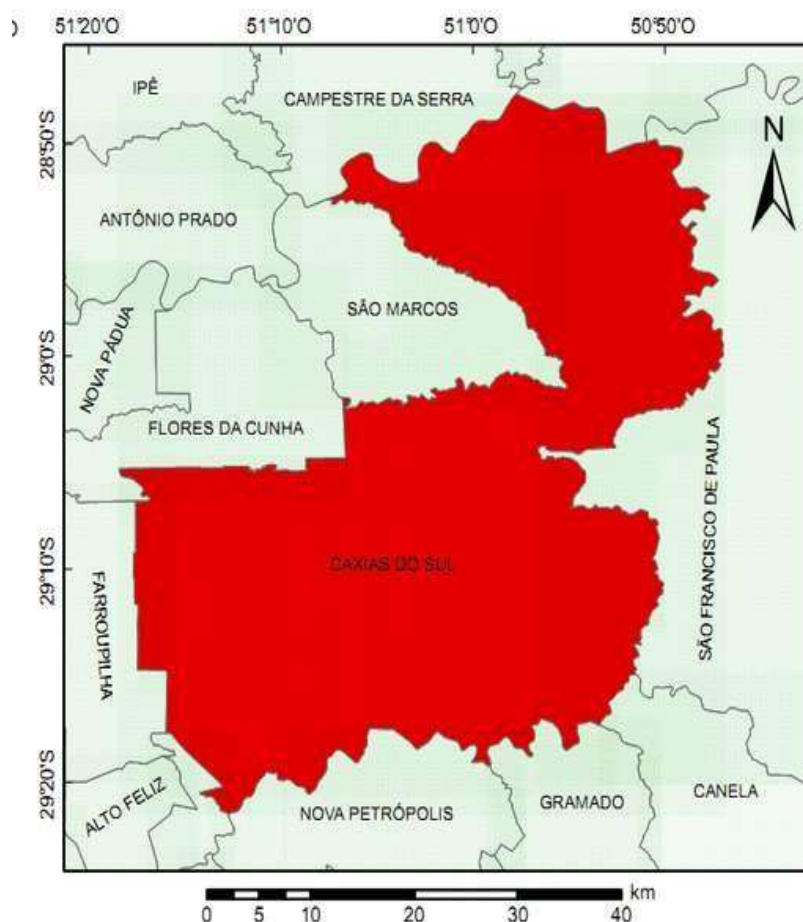 51°20'O 51°10'O 51°0'O 50°50'O
IPÊ
CAMPESTRE DA SERRA
N
28°50'S
ANTÔNIO PRADO
SÃO MARCOS
NOVA PÁDUA
29°0'S
FLORES DA CUNHA
SÃO FRANCISCO DE PAULA
CAXIAS DO SUL
29°10'S
FARROUPILHA
29°20'S
ALTO FELIZ
NOVA PETRÓPOLIS
GRAMADO
CANELA
km
0 5 10 20 30 40